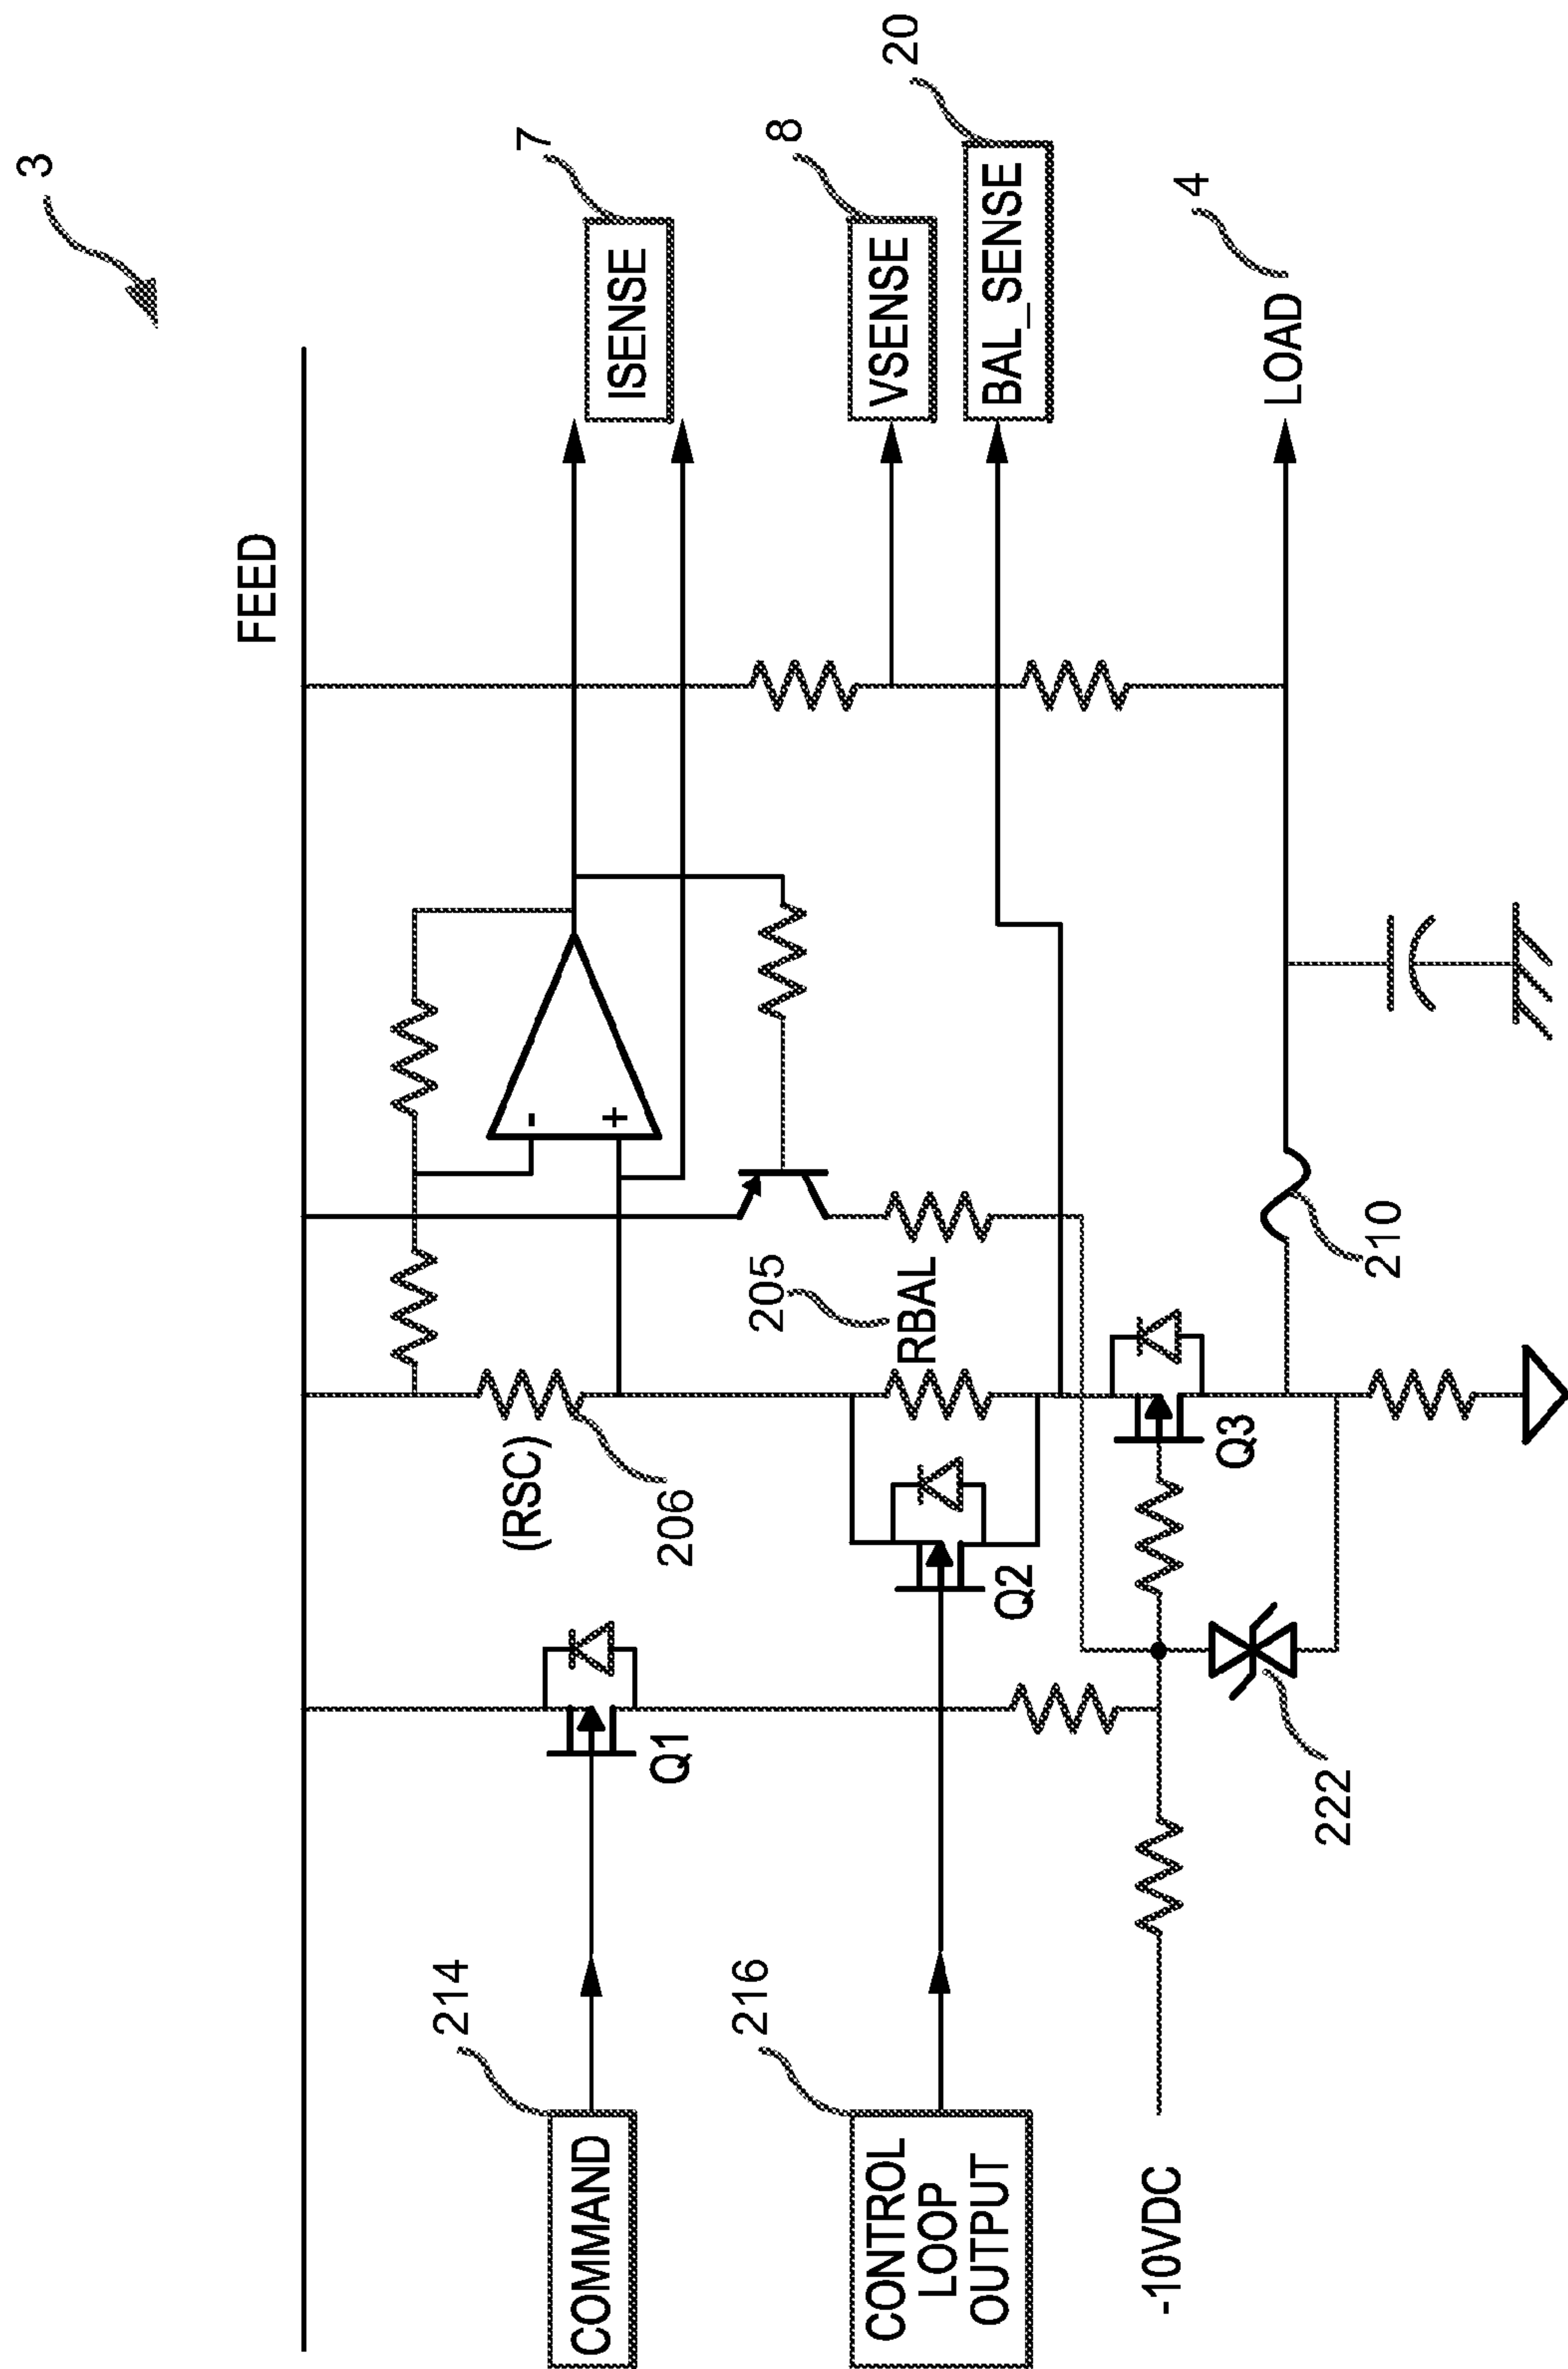 3
FEED
7
ISENSE
8
VSENSE
20
BAL_SENSE
4
LOAD
-
+
(RSC)
206
205
RBAL
214
COMMAND
Q1
216
CONTROL
LOOP
OUTPUT
Q2
Q3
210
222
-10VDC